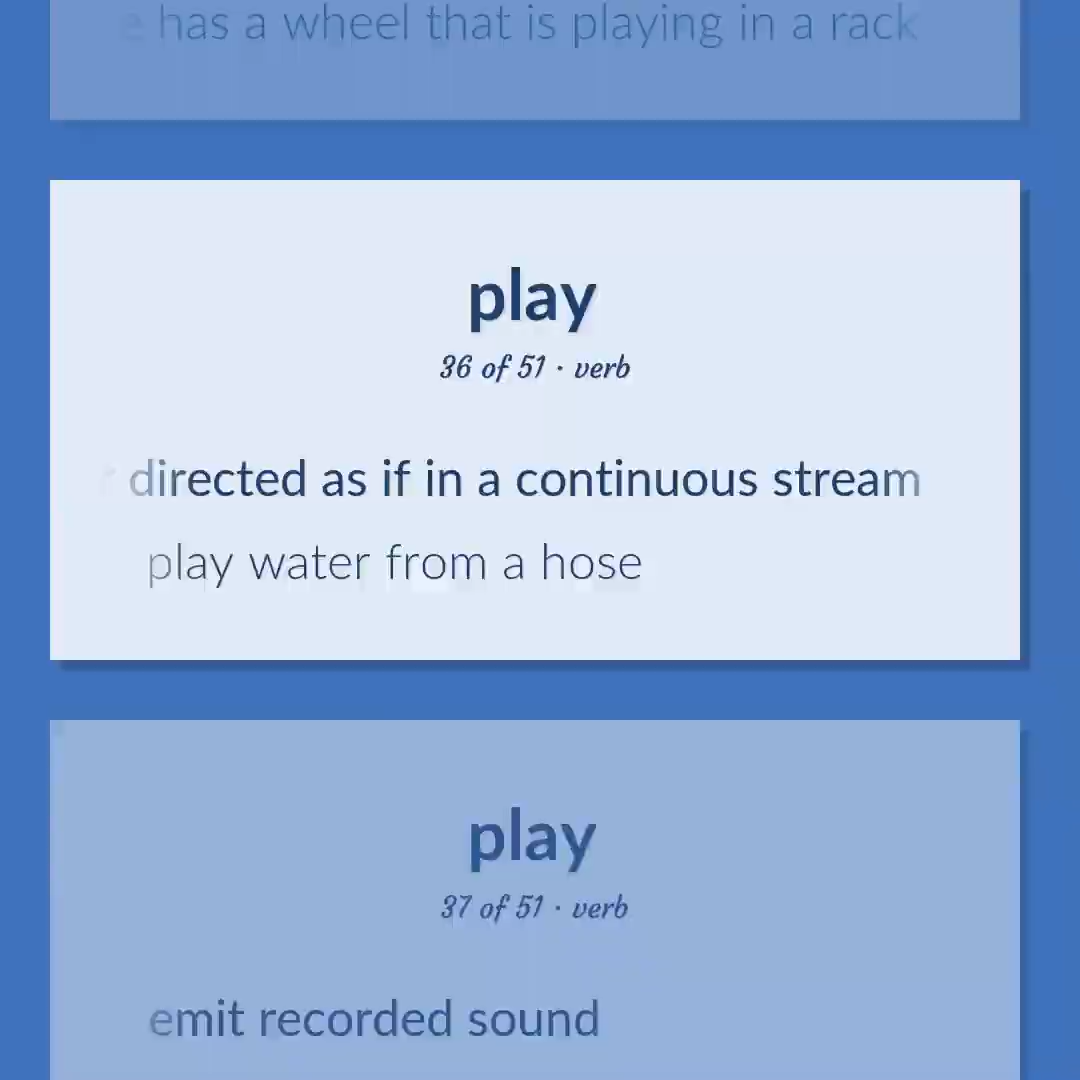 has a wheel that is playing in a rack
play
36 of 51 · verb
directed as if in a continuous stream
play water from a hose
play
37 of 51 · verb
emit recorded sound